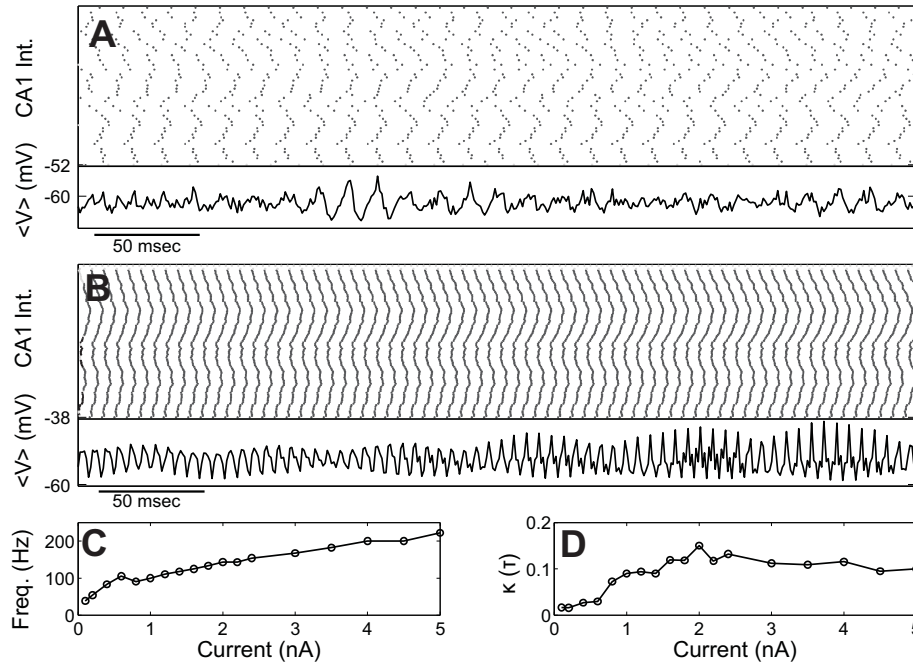 A
CA1 Int.
-52
-60
<V> (mV)
50 msec
B
CA1 Int.
-38
-60
<V> (mV)
50 msec
C
Freq. (Hz)
200
100
0
0 1 2 3 4 5
Current (nA)
D
κ (τ)
0.2
0.1
0
0 1 2 3 4 5
Current (nA)